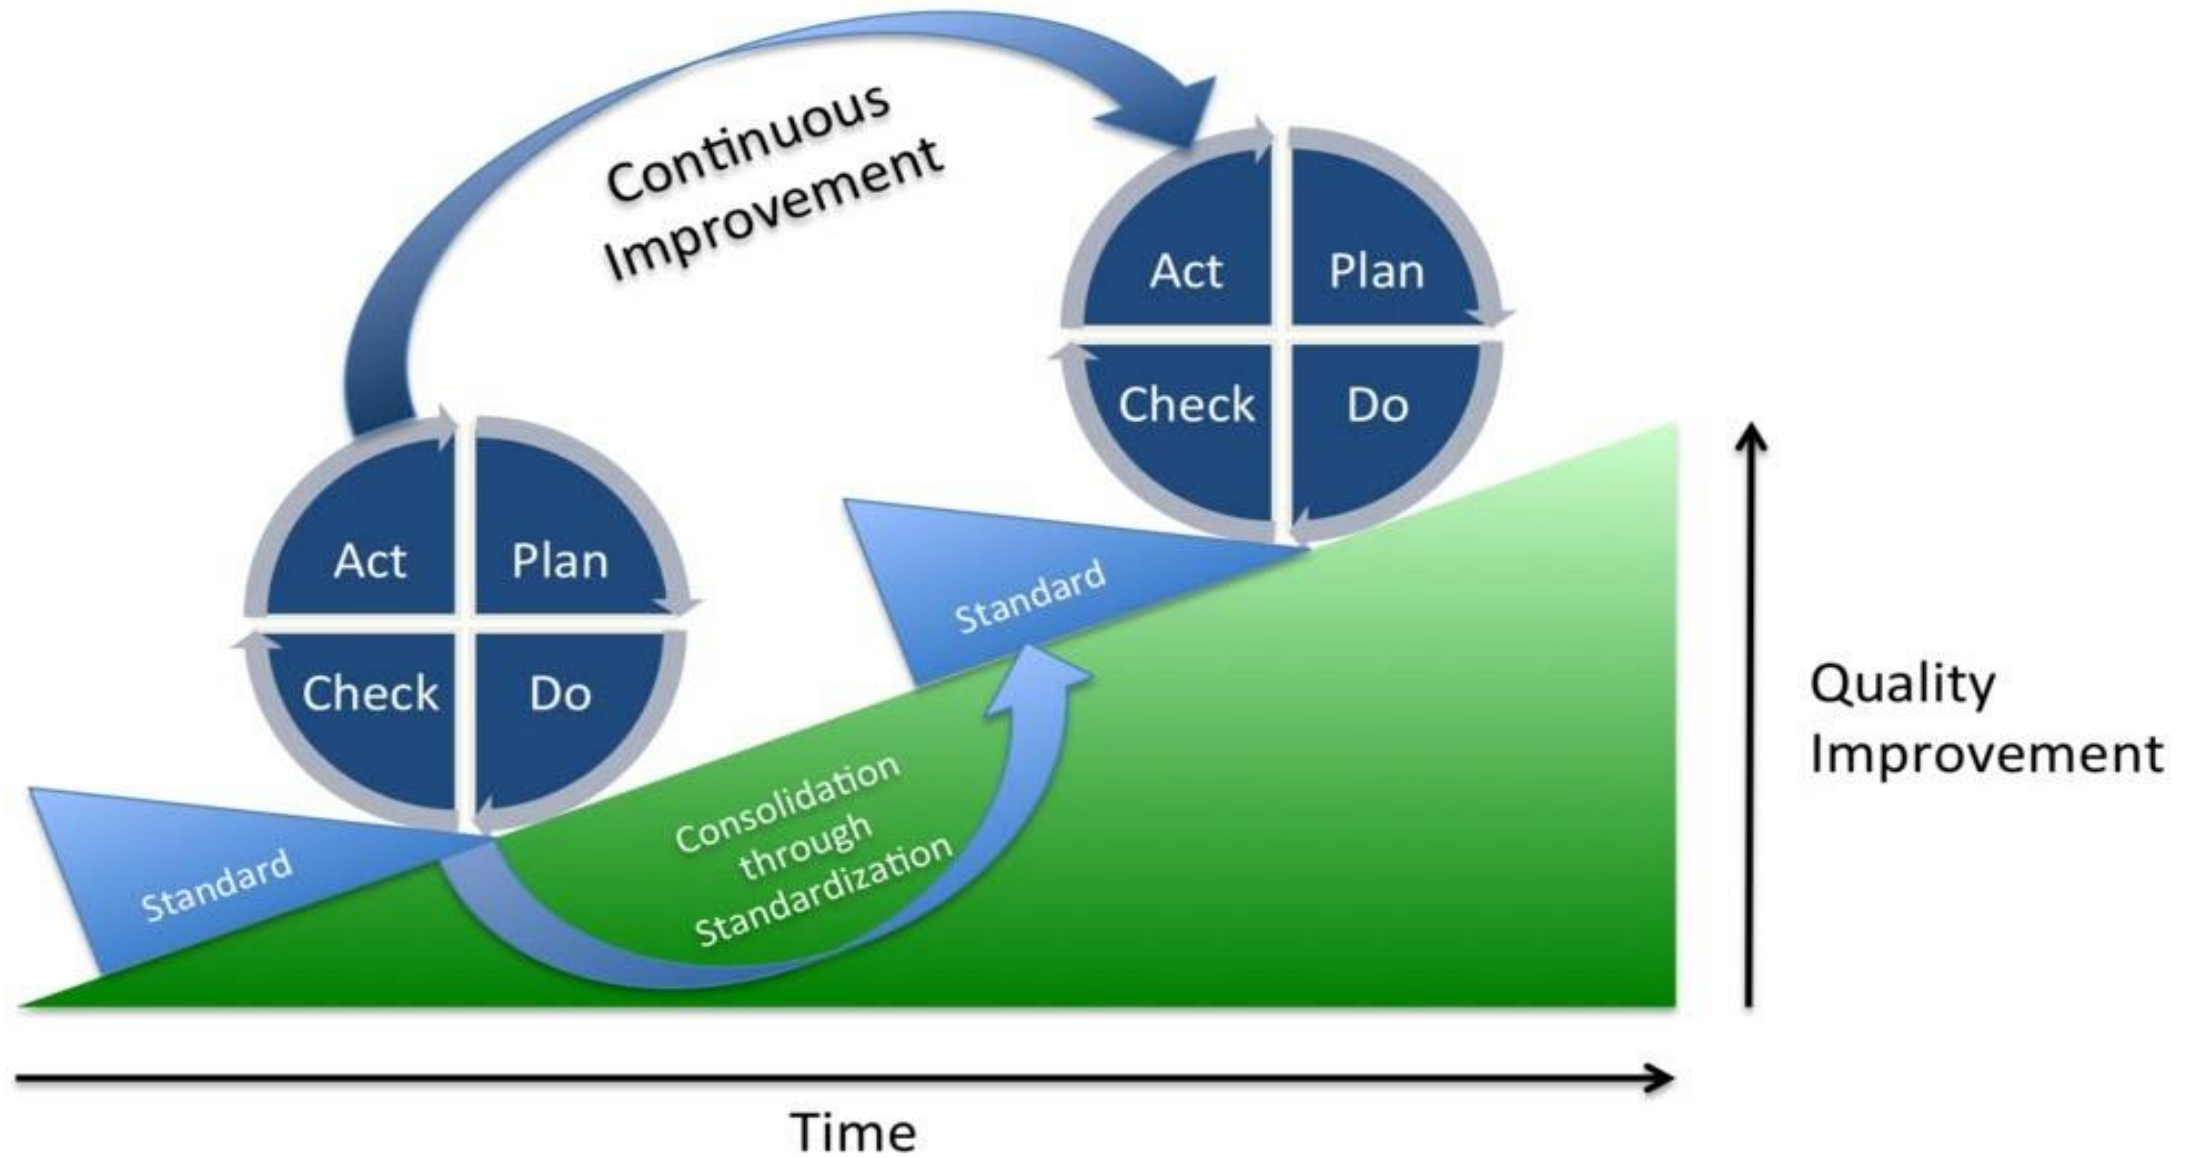 Continuous
Improvement
Act
Plan
Check
Do
Standard
Act
Plan
Check
Do
Standard
Consolidation
through
Standardization
Quality
Improvement
Time